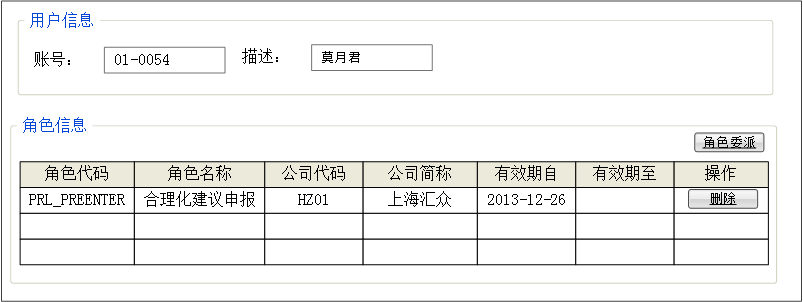 用户信息
账号： 01-0054 描述： 莫月君
角色信息
角色委派
角色代码 角色名称 公司代码 公司简称 有效期自 有效期至 操作
PRL_PREENTER 合理化建议申报 HZ01 上海汇众 2013-12-26 删除